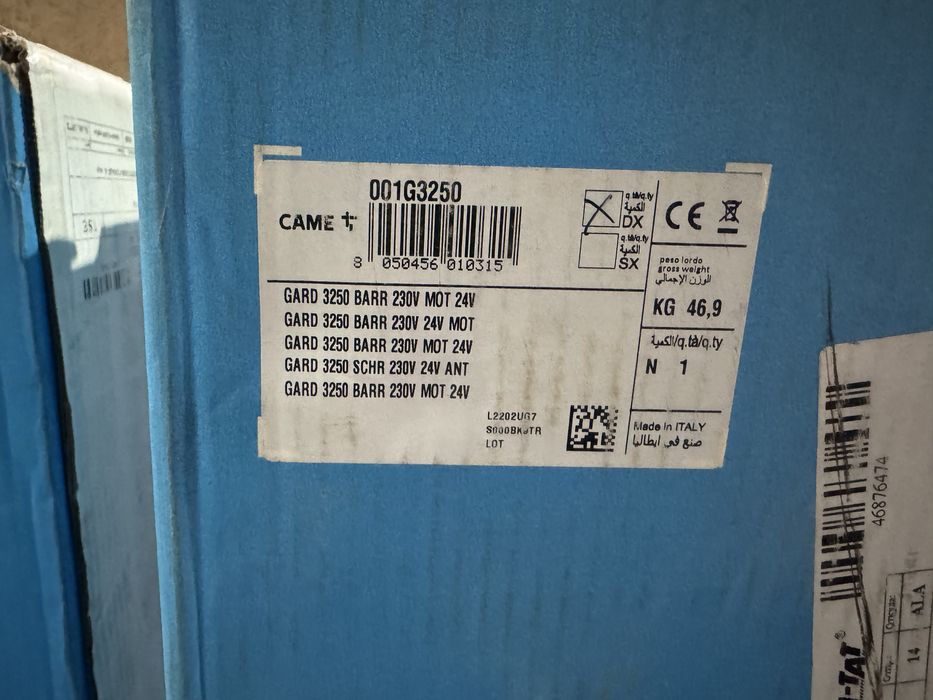 001G3250
CAME
8 050456 010315
q.tà/q.ty
الكمية
DX
q.tà/q.ty
الكمية
SX
CE
peso lordo
gross weight
الوزن الإجمالي
KG 46,9
الكمية/q.tà/q.ty
N 1
Made in ITALY
صنع في ايطاليا
GARD 3250 BARR 230V MOT 24V
GARD 3250 BARR 230V 24V MOT
GARD 3250 BARR 230V MOT 24V
GARD 3250 SCHR 230V 24V ANT
GARD 3250 BARR 230V MOT 24V
L2202UG7
LOT
46876474
14
ALA